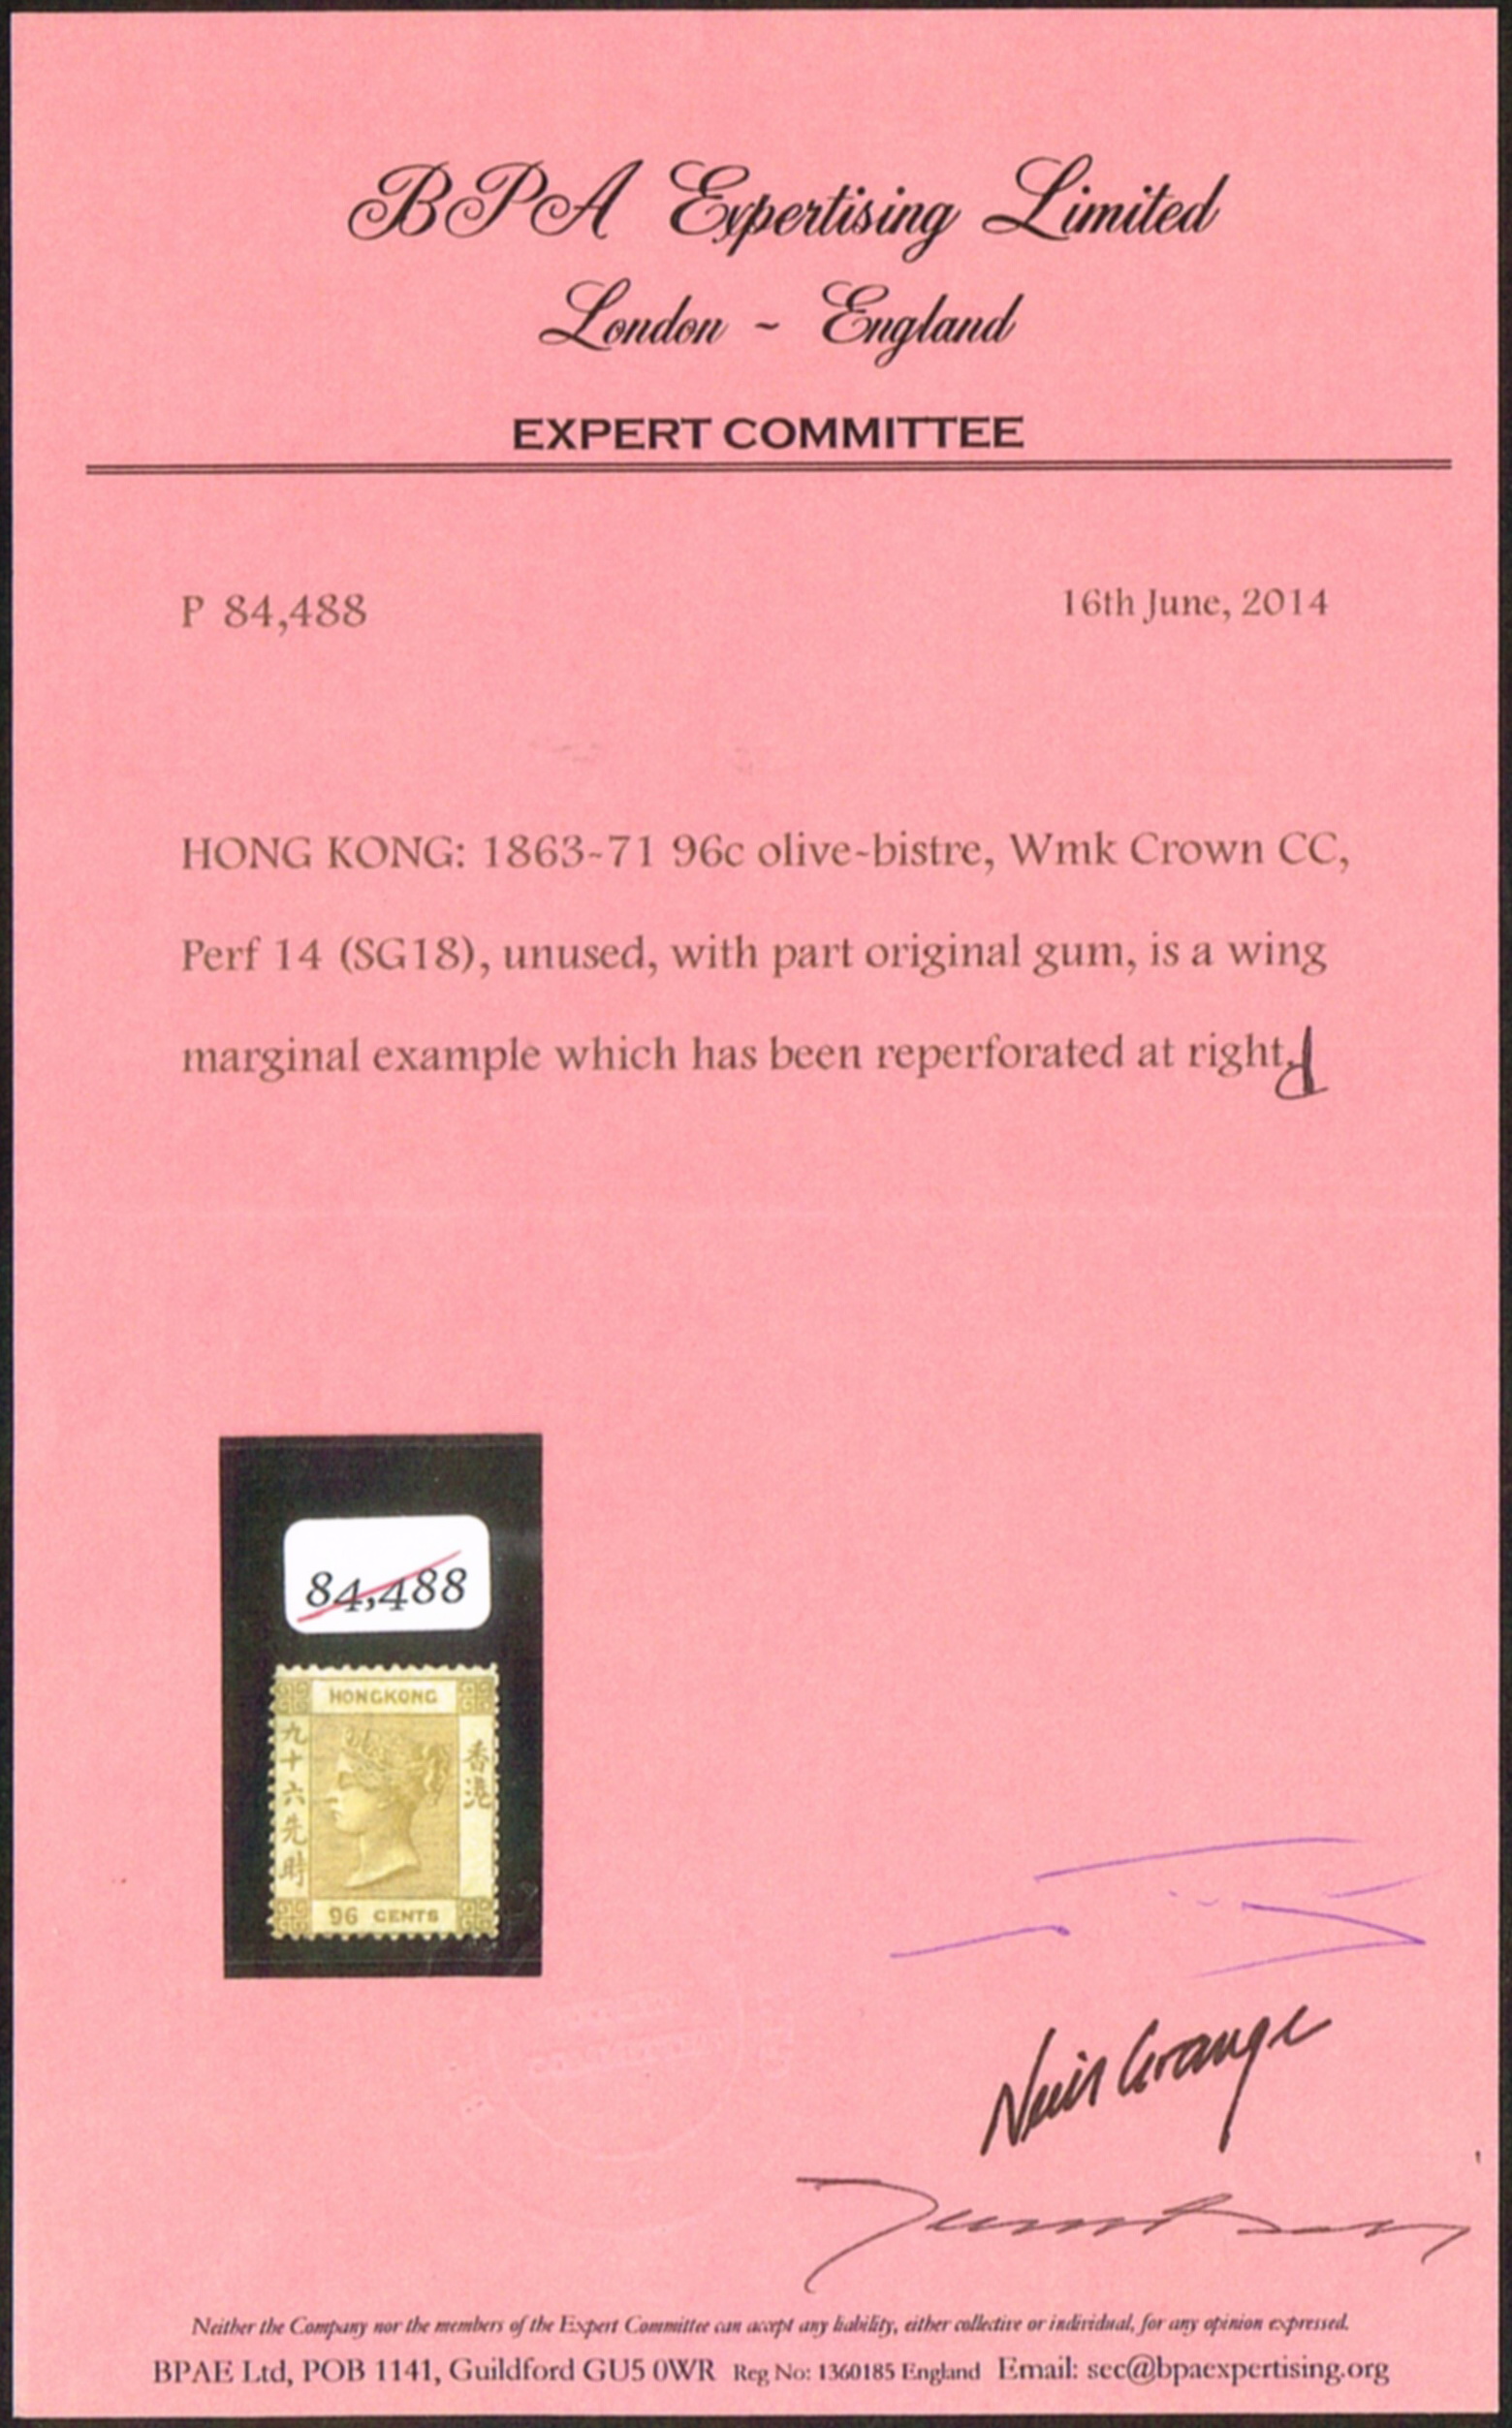 BPA Expertising Limited
London ~ England
EXPERT COMMITTEE
P 84,488
16th June, 2014
HONG KONG: 1863-71 96c olive-bistre, Wmk Crown CC,
Perf 14 (SG18), unused, with part original gum, is a wing
marginal example which has been reperforated at right.
84,488
HONGKONG
九十六先時
香港
96 CENTS
Neither the Company nor the members of the Expert Committee can accept any liability, either collective or individual, for any opinion expressed.
BPAE Ltd, POB 1141, Guildford GU5 0WR Reg No: 1360185 England Email: sec@bpaexpertising.org